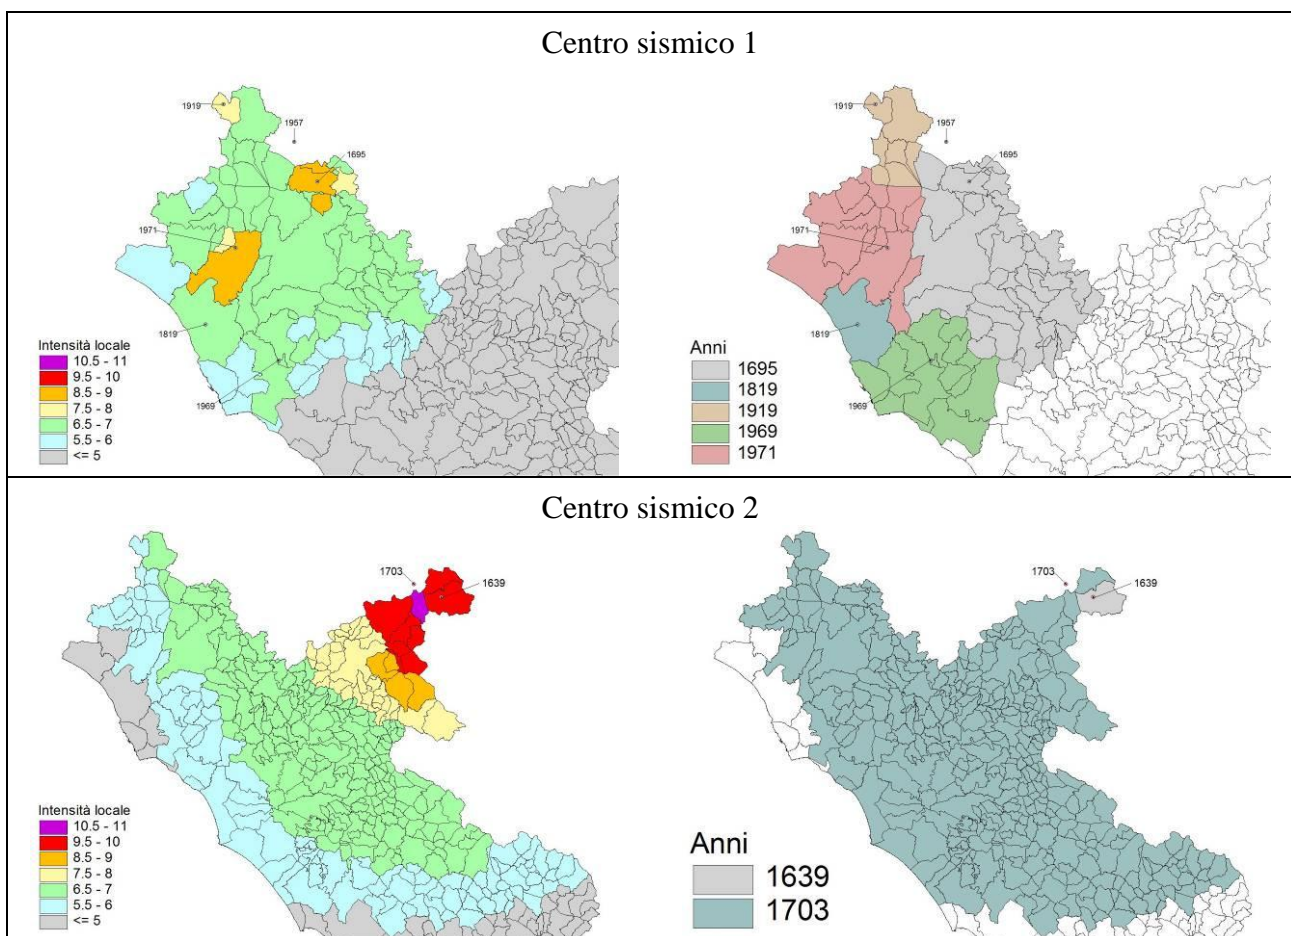 Centro sismico 1
1919
1957
1695
1971
1819
1969
Intensità locale
10.5 - 11
9.5 - 10
8.5 - 9
7.5 - 8
6.5 - 7
5.5 - 6
<= 5
1919
1957
1695
1971
1819
1969
Anni
1695
1819
1919
1969
1971
Centro sismico 2
1703
1639
Intensità locale
10.5 - 11
9.5 - 10
8.5 - 9
7.5 - 8
6.5 - 7
5.5 - 6
<= 5
1703
1639
Anni
1639
1703